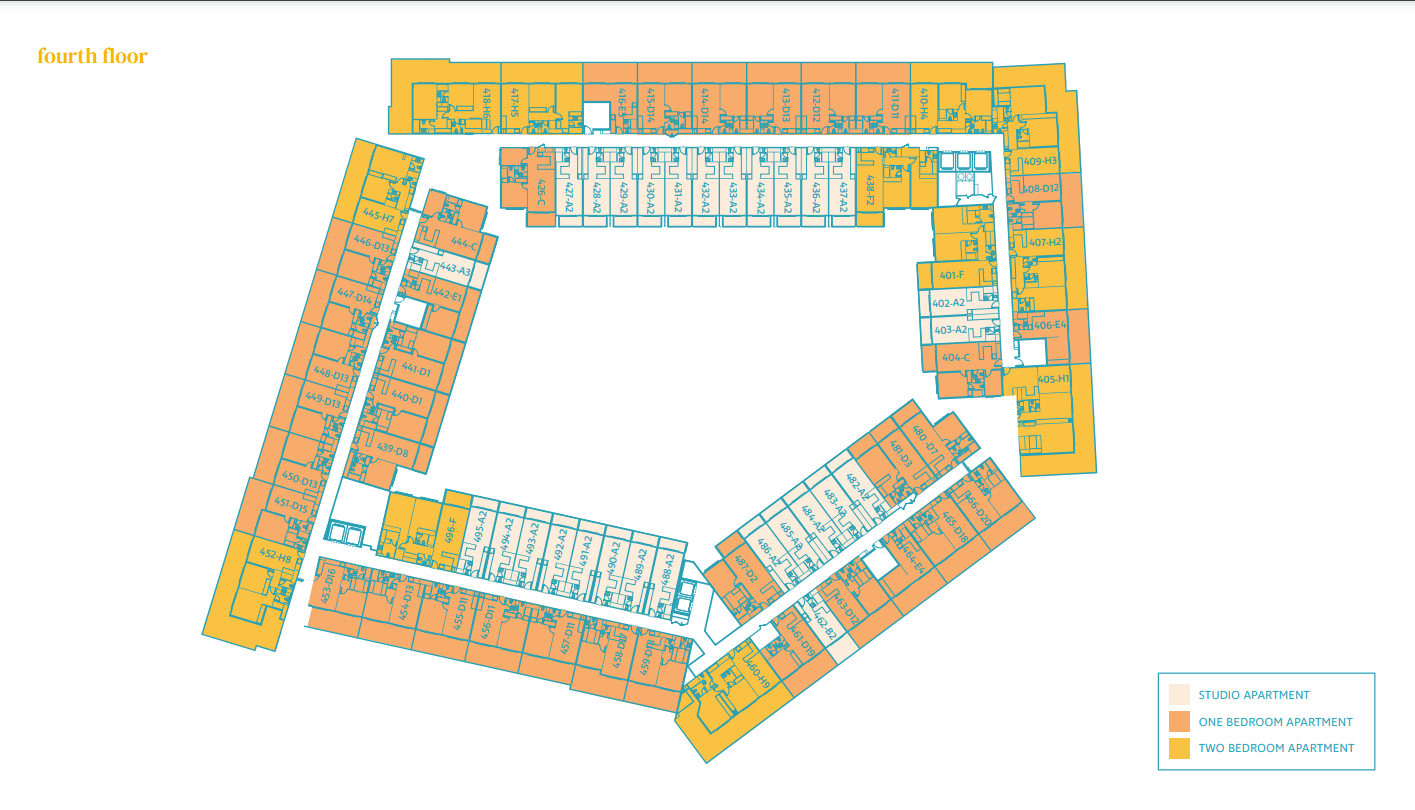 fourth floor
418-H6
417-H5
416-E5
415-D14
414-D14
413-D13
412-D12
411-D11
410-H4
409-H3
408-D12
407-H2
406-E4
405-H1
426-C
427-A2
428-A2
429-A2
430-A2
431-A2
432-A2
433-A2
434-A2
435-A2
436-A2
437-A2
438-F2
401-F
402-A2
403-A2
404-C
445-H7
446-D13
447-D14
448-D13
449-D13
450-D13
451-D15
452-H8
444-C
443-A3
442-E1
441-D1
440-D1
439-D8
496-F
495-A2
494-A2
493-A2
492-A2
491-A2
490-A2
489-A2
488-A2
453-D16
454-D13
455-D11
456-D11
457-D11
458-D17
459-D18
480-D7
481-D3
482-A2
483-A2
484-A2
485-A2
486-A2
487-D2
466-D20
465-D18
464-E4
463-D12
462-B2
461-D19
460-H9
STUDIO APARTMENT
ONE BEDROOM APARTMENT
TWO BEDROOM APARTMENT